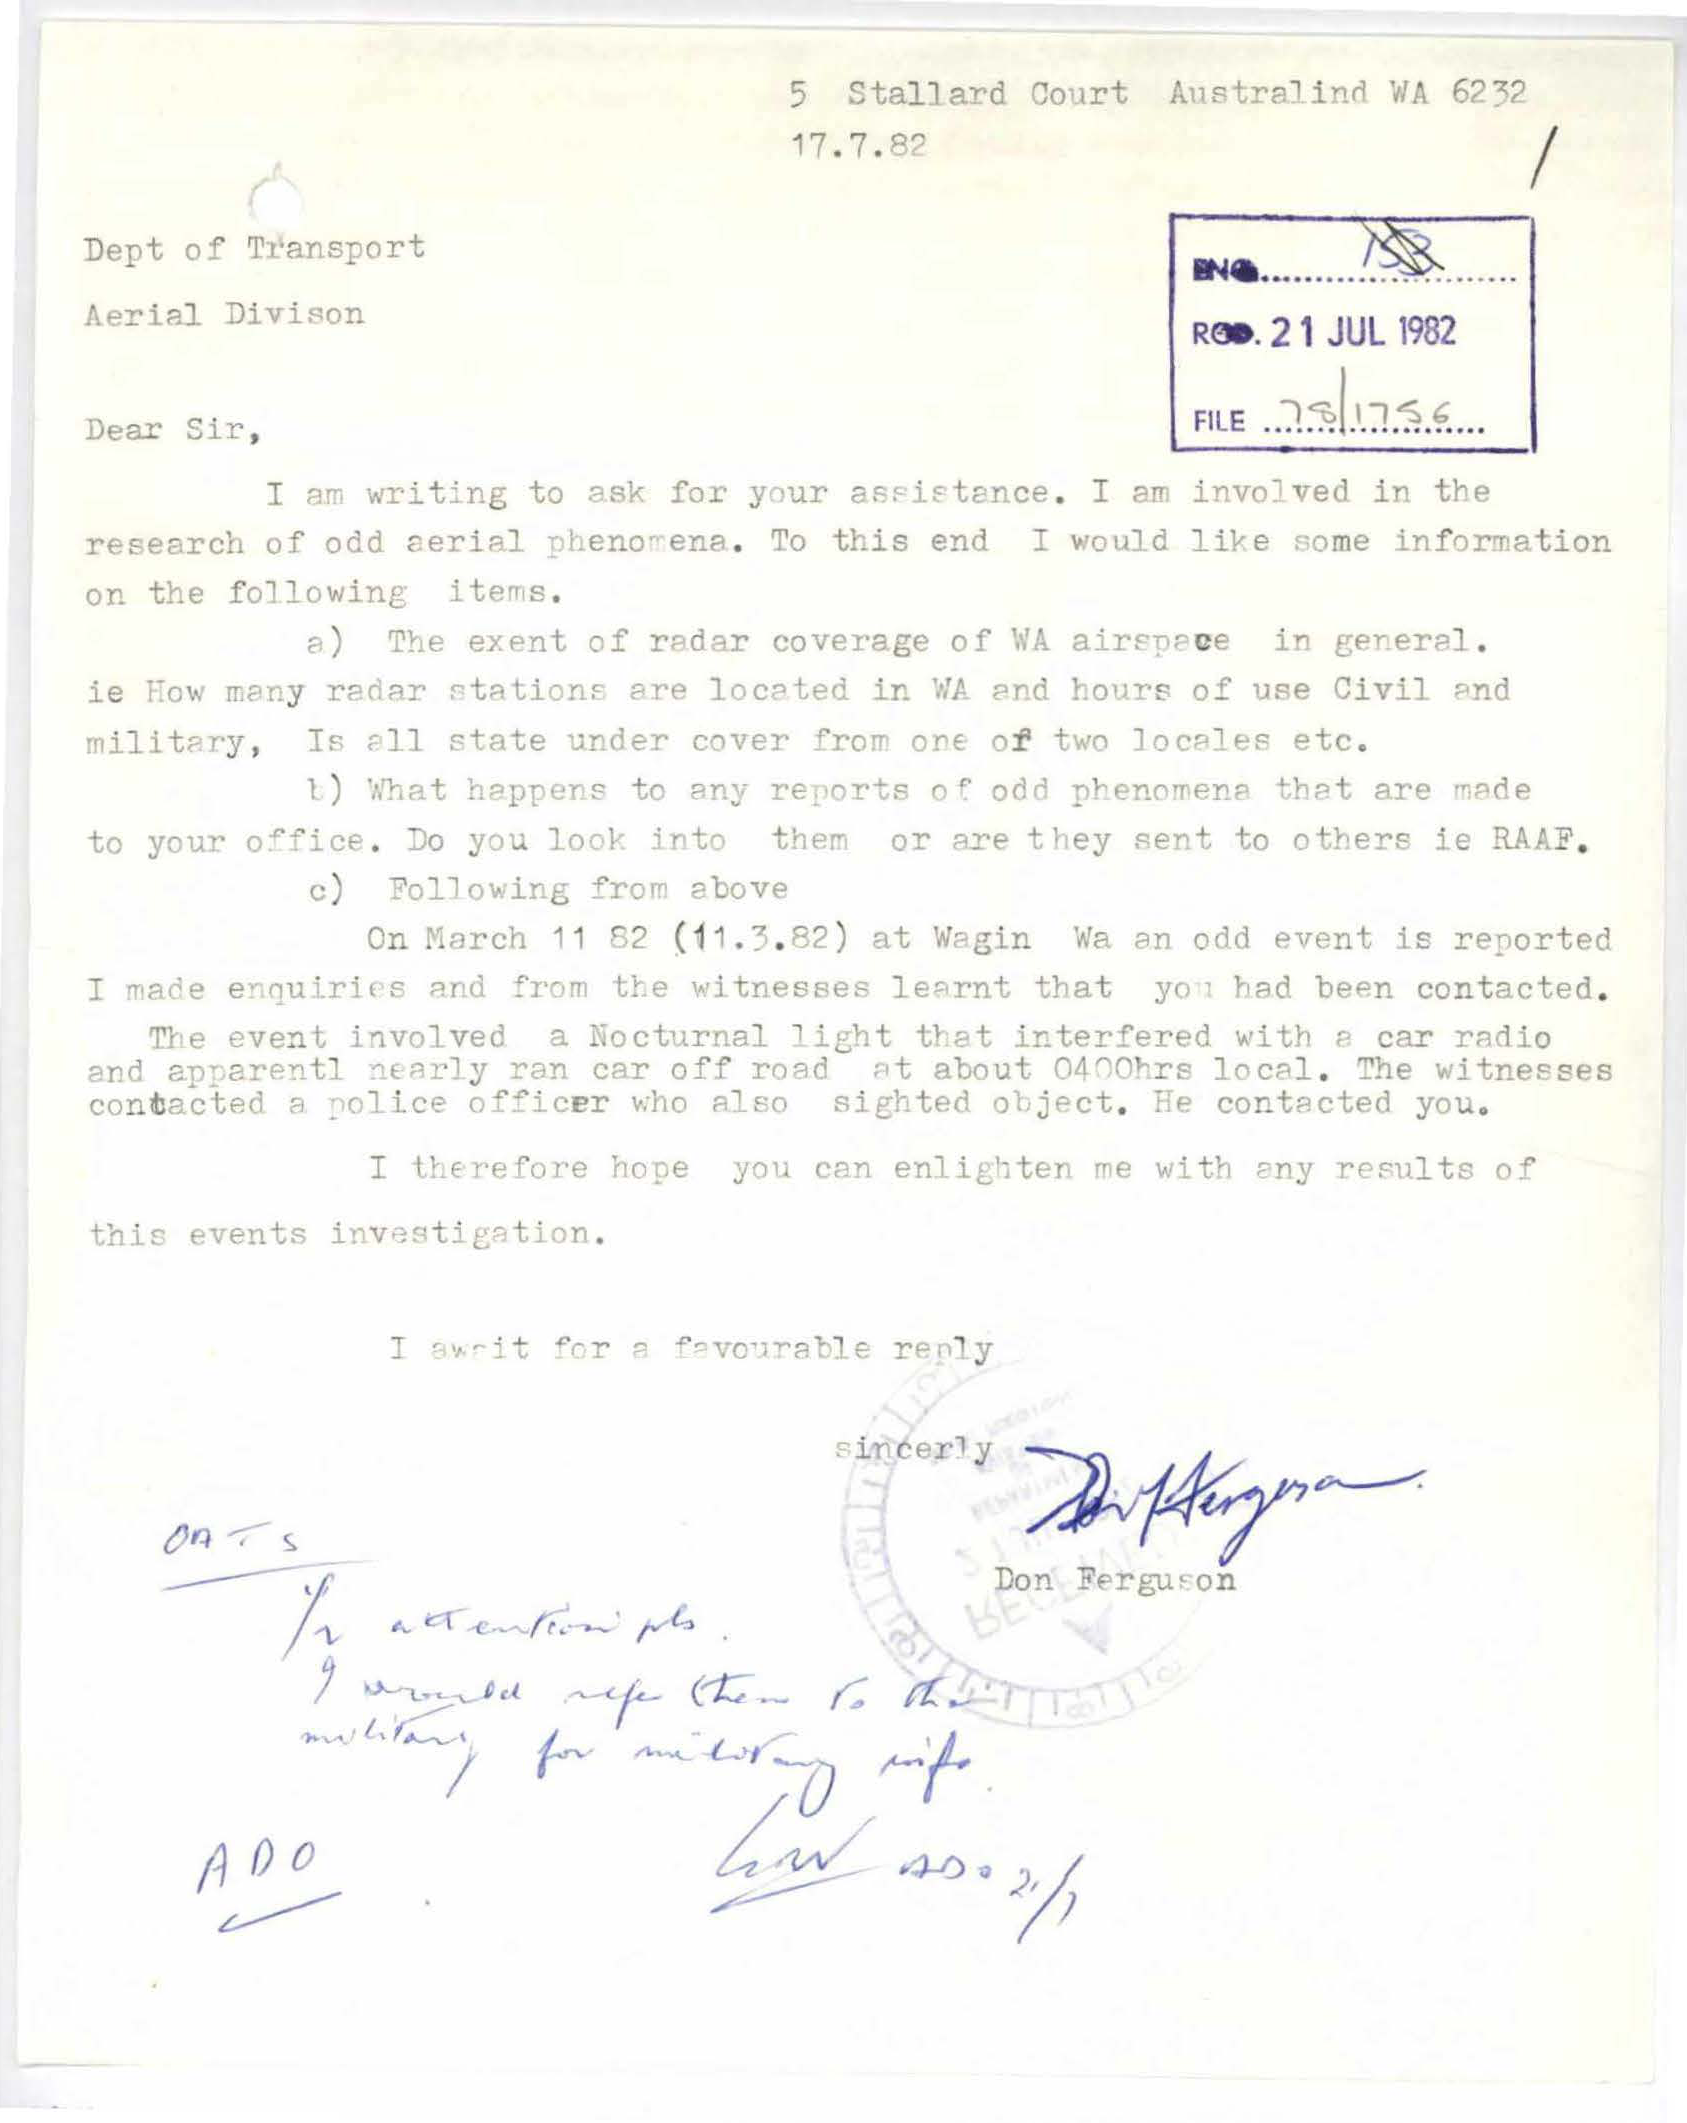 5 Stallard Court Australind WA 6232
17.7.82
/
Dept of Transport
Aerial Divison
ENQ. 153
RCD. 21 JUL 1982
FILE 78/1756
Dear Sir,
I am writing to ask for your assistance. I am involved in the
research of odd aerial phenomena. To this end I would like some information
on the following items.
a) The exent of radar coverage of WA airspace in general.
ie How many radar stations are located in WA and hours of use Civil and
military, Is all state under cover from one of two locales etc.
b) What happens to any reports of odd phenomena that are made
to your office. Do you look into them or are they sent to others ie RAAF.
c) Following from above
On March 11 82 (11.3.82) at Wagin Wa an odd event is reported
I made enquiries and from the witnesses learnt that you had been contacted.
The event involved a Nocturnal light that interfered with a car radio
and apparentl nearly ran car off road at about 0400hrs local. The witnesses
contacted a police officer who also sighted object. He contacted you.
I therefore hope you can enlighten me with any results of
this events investigation.
I await for a favourable reply
sincerly
Don Ferguson
RECEIVED
Don Ferguson
OATS
attention pls.
I would refer them to the
military for military info.
ADO
ADO 21/7